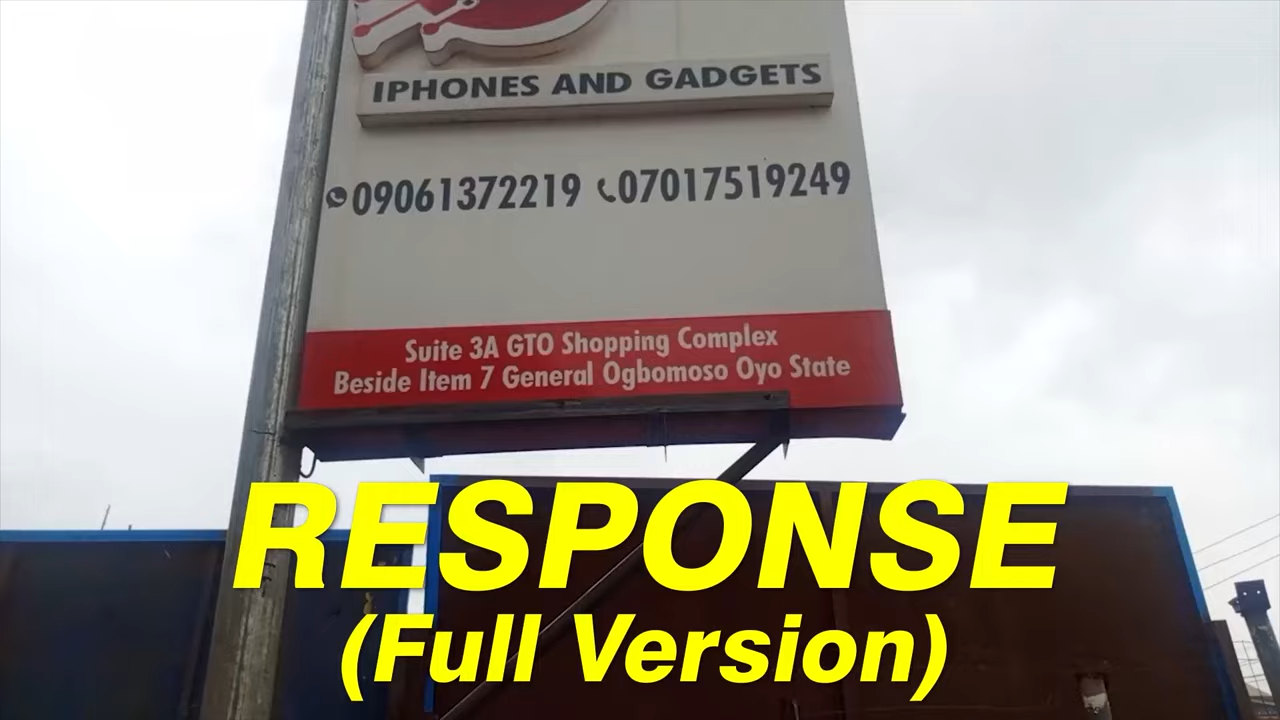 IPHONES AND GADGETS
09061372219 07017519249
Suite 3A GTO Shopping Complex
Beside Item 7 General Ogbomoso Oyo State
RESPONSE
(Full Version)